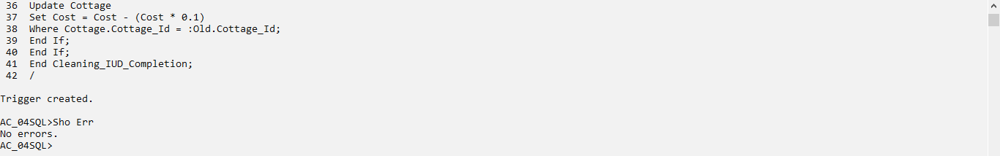 36  Update Cottage
37  Set Cost = Cost - (Cost * 0.1)
38  Where Cottage.Cottage_Id = :Old.Cottage_Id;
39  End If;
40  End If;
41  End Cleaning_IUD_Completion;
42  /
Trigger created.
AC_04SQL>Sho Err
No errors.
AC_04SQL>